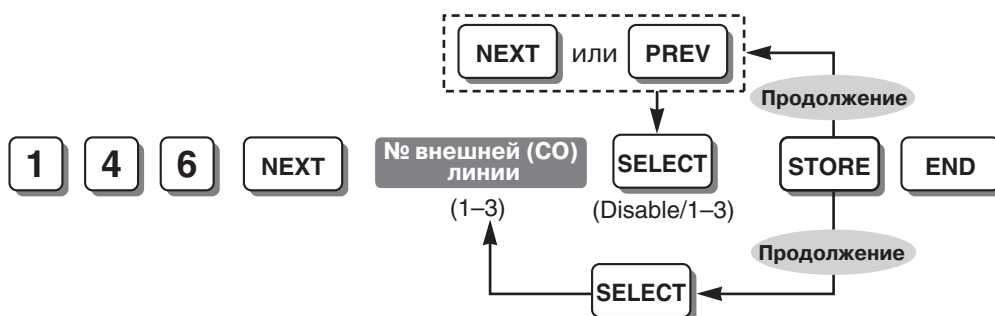 NEXT или PREV
Продолжение
1 4 6 NEXT № внешней (CO) линии SELECT STORE END
(1–3) (Disable/1–3)
Продолжение
SELECT